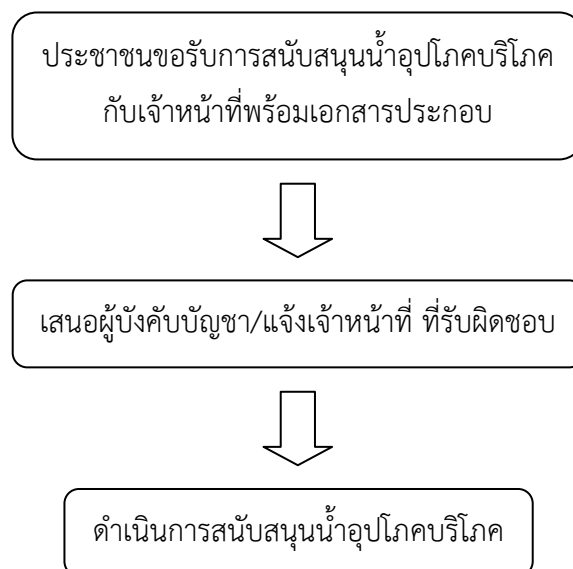 ประชาชนขอรับการสนับสนุนน้ำอุปโภคบริโภค
กับเจ้าหน้าที่พร้อมเอกสารประกอบ
เสนอผู้บังคับบัญชา/แจ้งเจ้าหน้าที่ ที่รับผิดชอบ
ดำเนินการสนับสนุนน้ำอุปโภคบริโภค